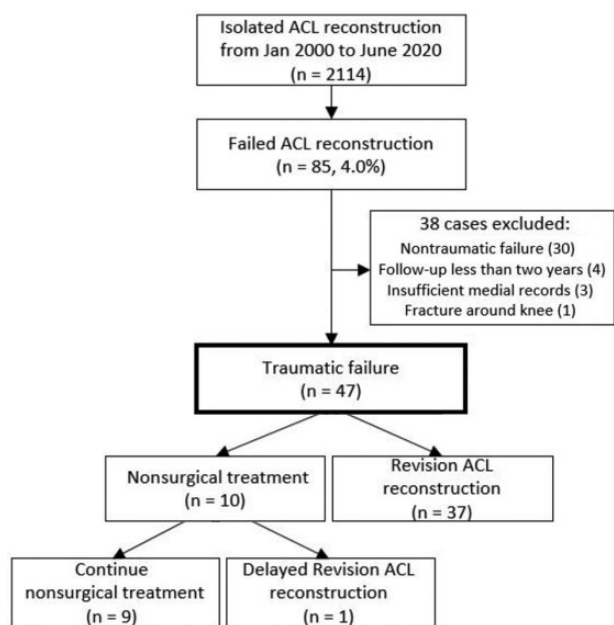 Isolated ACL reconstruction
from Jan 2000 to June 2020
(n = 2114)
Failed ACL reconstruction
(n = 85, 4.0%)
38 cases excluded:
Nontraumatic failure (30)
Follow-up less than two years (4)
Insufficient medial records (3)
Fracture around knee (1)
Traumatic failure
(n = 47)
Nonsurgical treatment
(n = 10)
Revision ACL
reconstruction
(n = 37)
Continue
nonsurgical treatment
(n = 9)
Delayed Revision ACL
reconstruction
(n = 1)